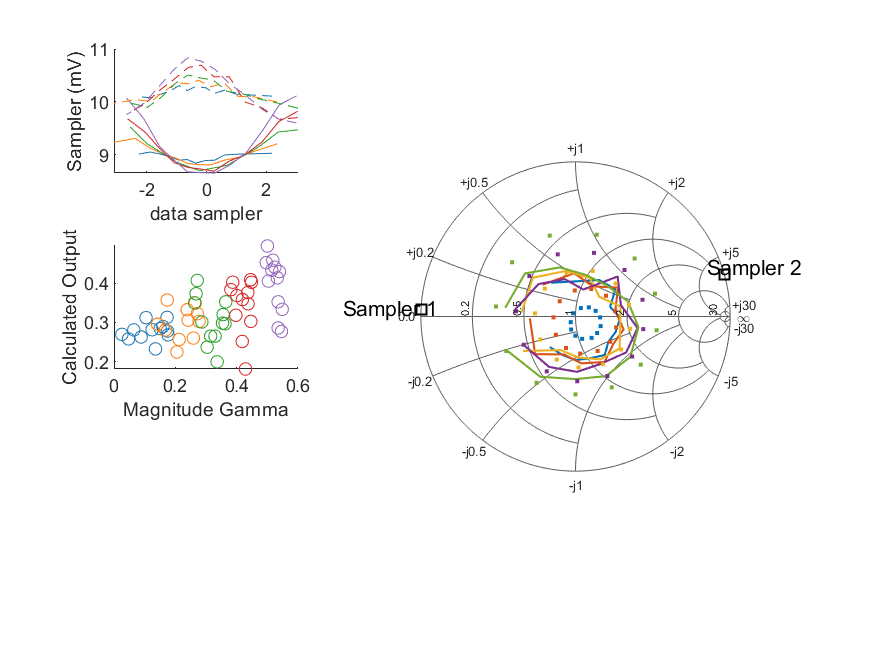 11
10
9
Sampler (mV)
-2
0
2
data sampler
0.4
0.3
0.2
Calculated Output
0
0.2
0.4
0.6
Magnitude Gamma
+j1
+j0.5
+j2
+j0.2
+j5
Sampler 2
Sampler 1
0.0
0.2
0.5
1
2
5
30
+j30
∞
-j30
-j0.2
-j5
-j0.5
-j2
-j1